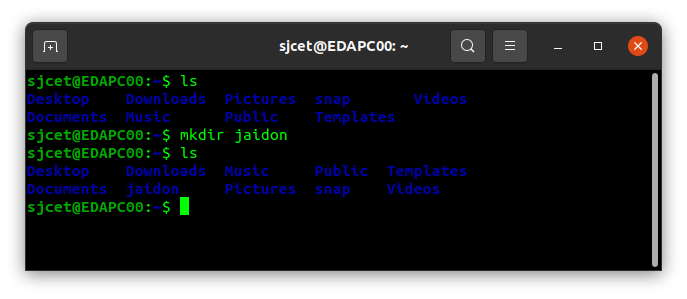 sjcet@EDAPC00: ~
sjcet@EDAPC00:~$ ls
Desktop    Downloads  Pictures  snap       Videos
Documents  Music      Public    Templates
sjcet@EDAPC00:~$ mkdir jaidon
sjcet@EDAPC00:~$ ls
Desktop    Downloads  Music     Public  Templates
Documents  jaidon     Pictures  snap    Videos
sjcet@EDAPC00:~$